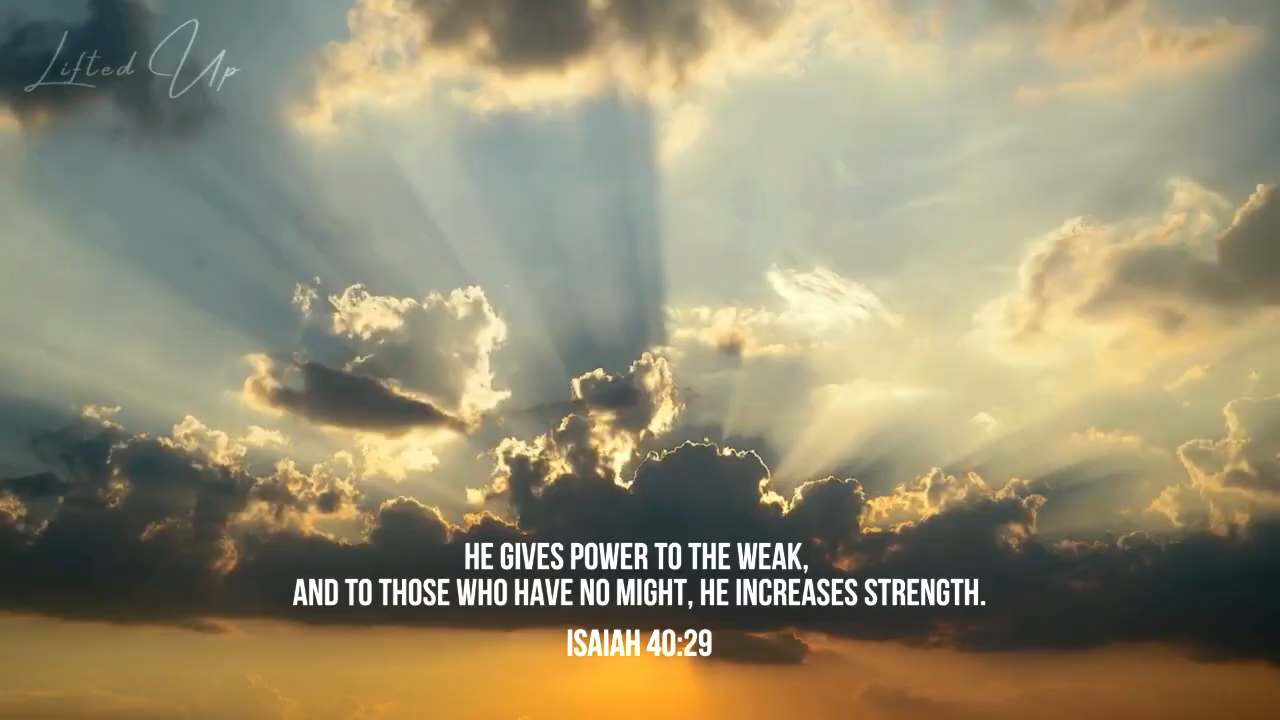 Lifted Up
HE GIVES POWER TO THE WEAK,
AND TO THOSE WHO HAVE NO MIGHT, HE INCREASES STRENGTH.
ISAIAH 40:29